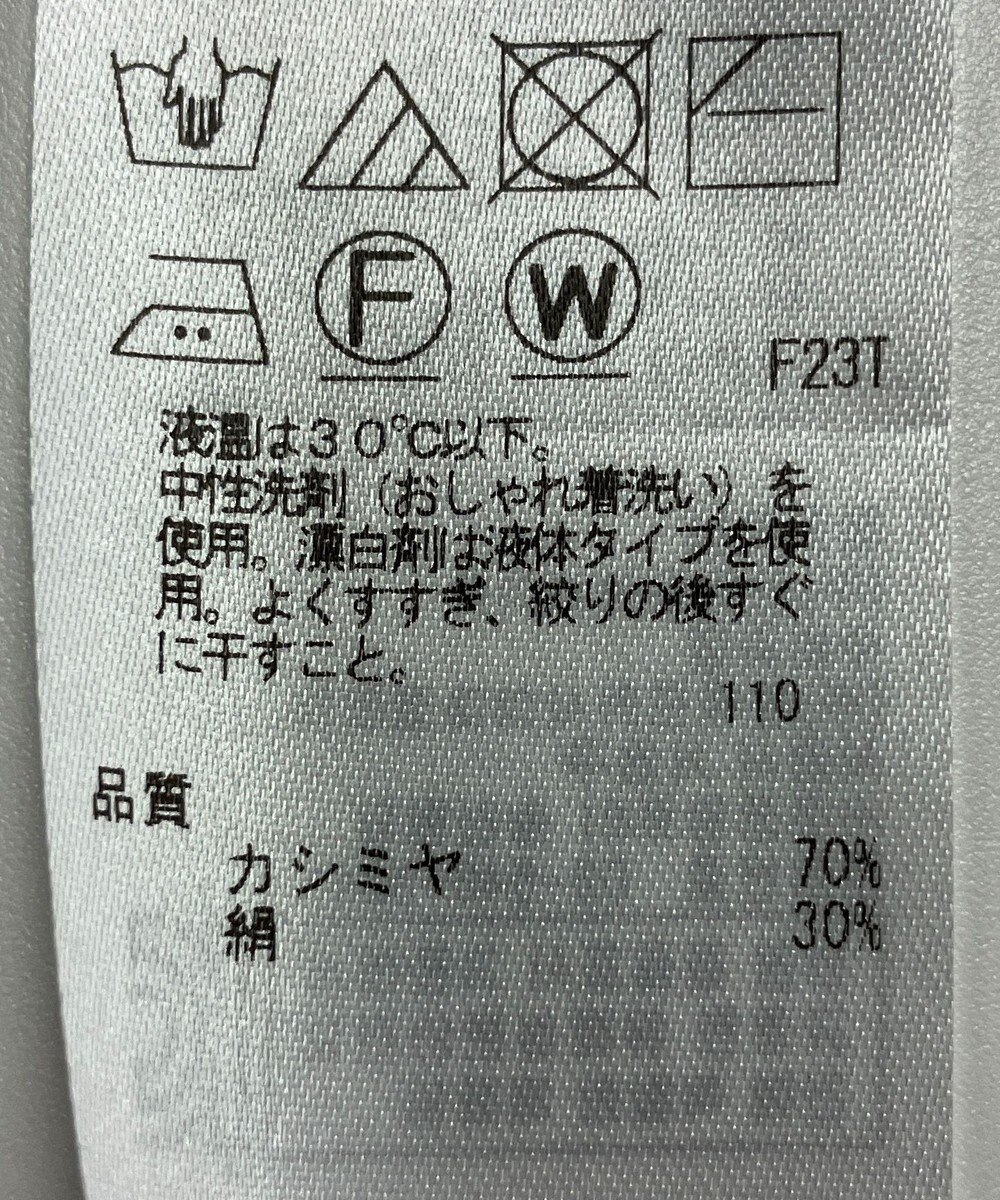 F W
F23T
液温は30℃以下。
中性洗剤(おしゃれ着洗い)を
使用。漂白剤は液体タイプを使
用。よくすすぎ、絞りの後すぐ
に干すこと。
110
品質
カシミヤ 70%
絹 30%